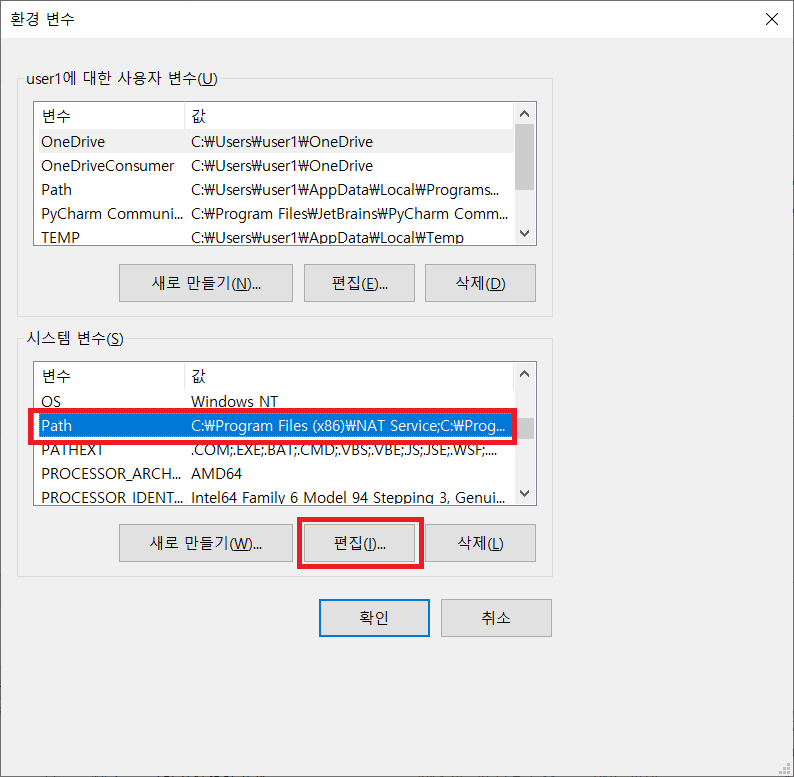 환경 변수
user1에 대한 사용자 변수(U)
변수 값
OneDrive C:₩Users₩user1₩OneDrive
OneDriveConsumer C:₩Users₩user1₩OneDrive
Path C:₩Users₩user1₩AppData₩Local₩Programs...
PyCharm Communi... C:₩Program Files₩JetBrains₩PyCharm Comm...
TEMP C:₩Users₩user1₩AppData₩Local₩Temp
새로 만들기(N)... 편집(E)... 삭제(D)
시스템 변수(S)
변수 값
OS Windows NT
Path C:₩Program Files (x86)₩NAT Service;C:₩Prog...
PATHEXT .COM;.EXE;.BAT;.CMD;.VBS;.VBE;.JS;.JSE;.WSF;....
PROCESSOR_ARCH... AMD64
PROCESSOR IDENT... Intel64 Family 6 Model 94 Stepping 3, Genui...
새로 만들기(W)... 편집(I)... 삭제(L)
확인 취소